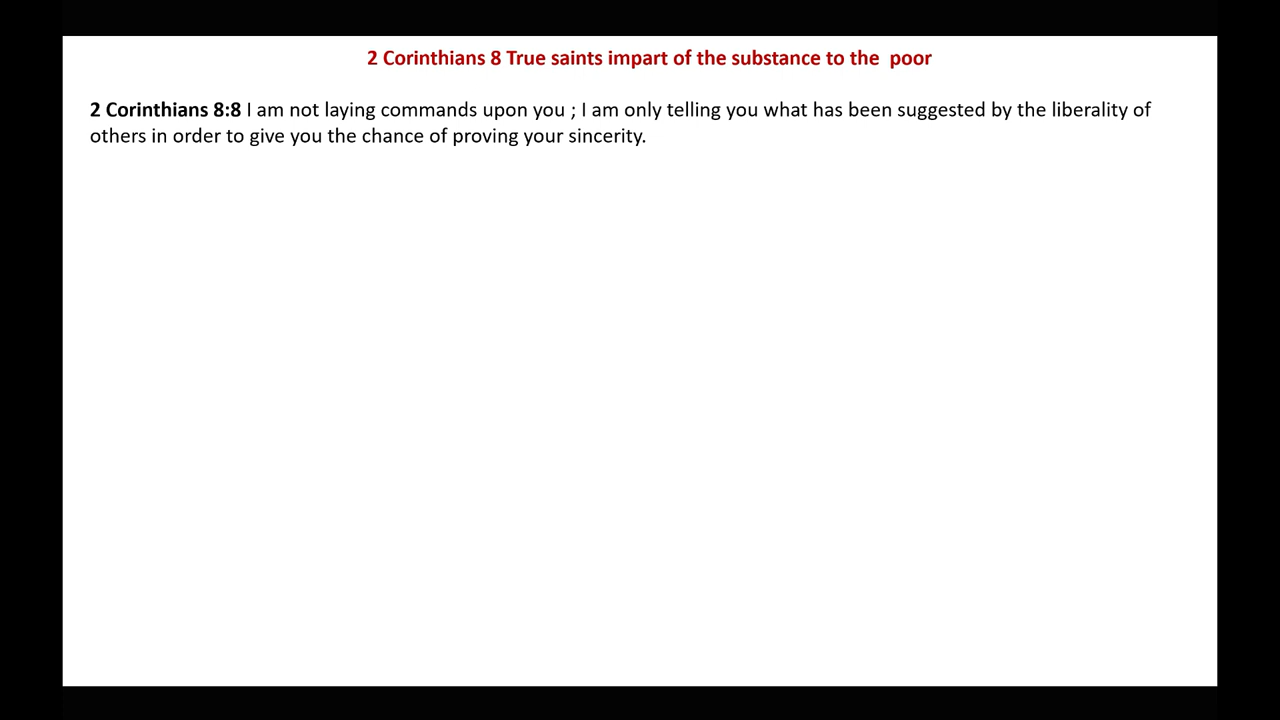 2 Corinthians 8 True saints impart of the substance to the  poor
2 Corinthians 8:8 I am not laying commands upon you ; I am only telling you what has been suggested by the liberality of
others in order to give you the chance of proving your sincerity.